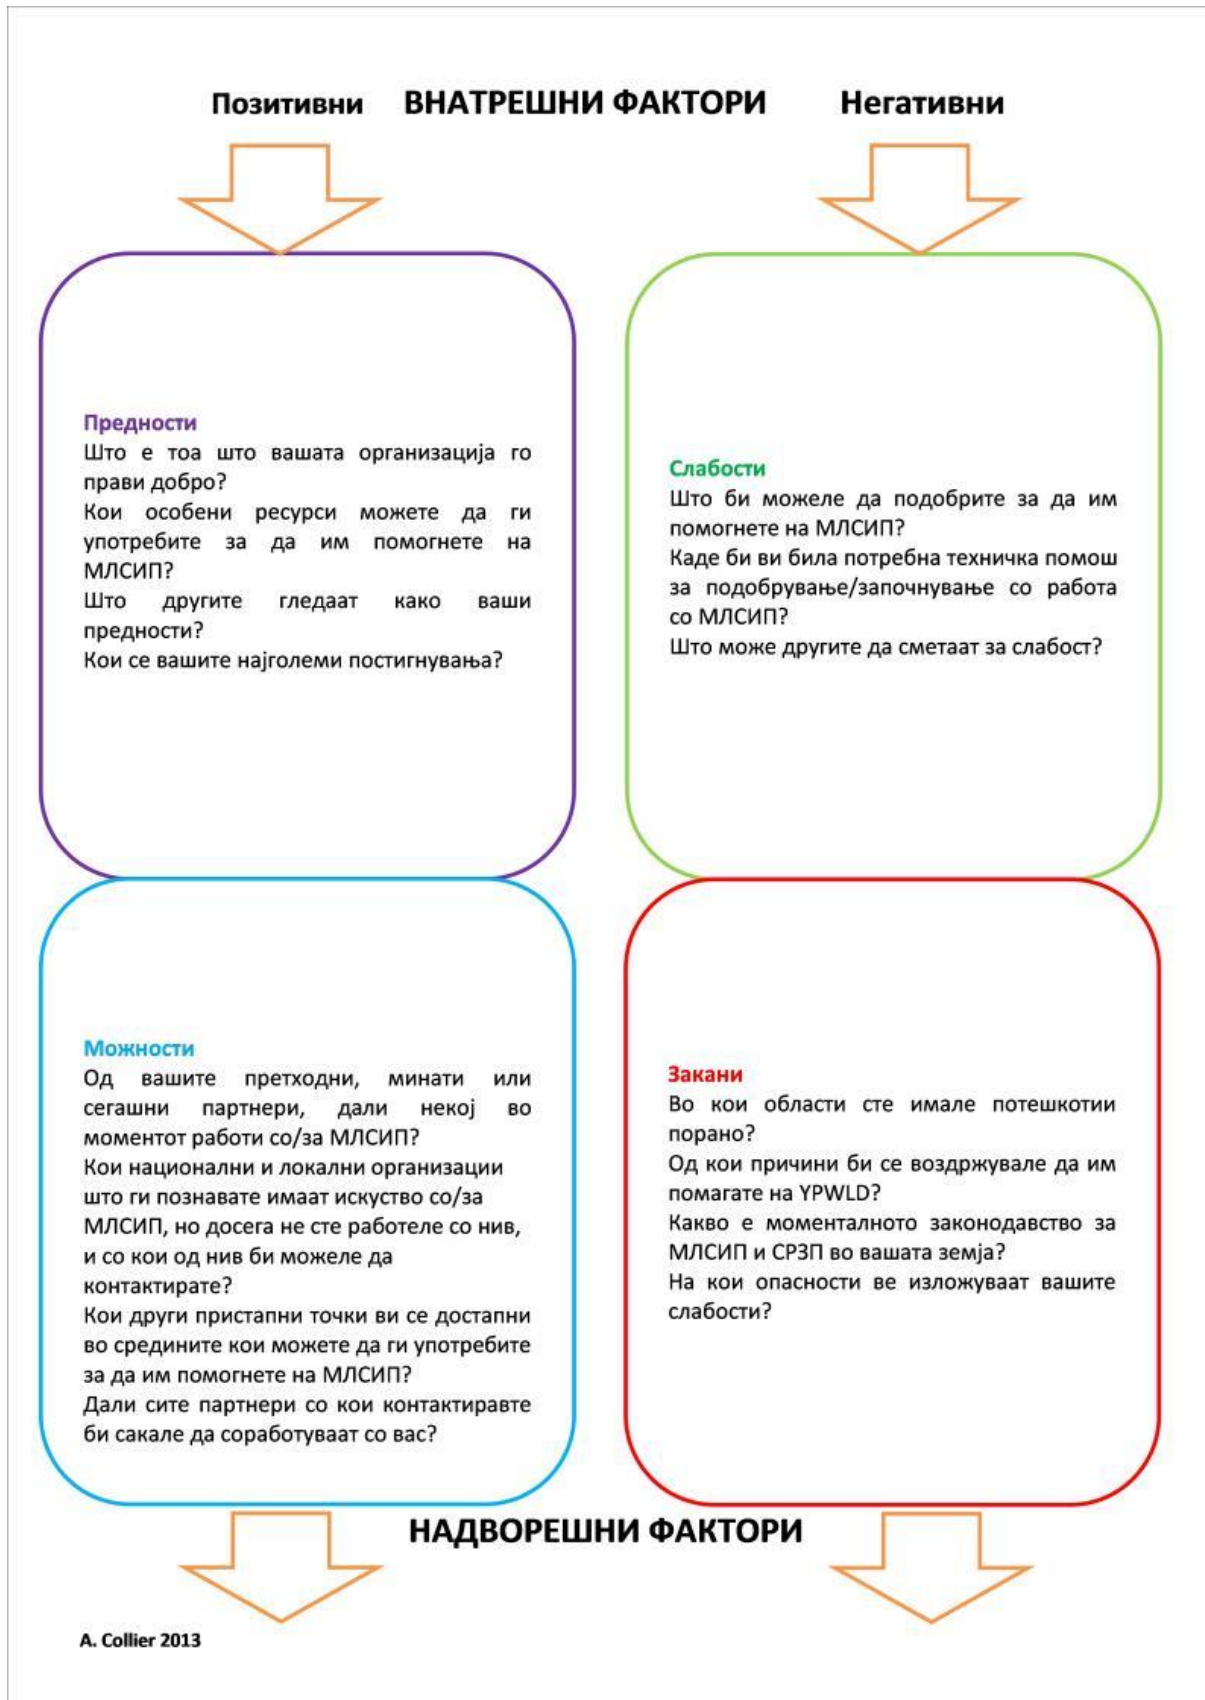 Позитивни ВНАТРЕШНИ ФАКТОРИ Негативни
Предности
Што е тоа што вашата организација го
прави добро?
Кои особени ресурси можете да ги
употребите за да им помогнете на
МЛСИП?
Што другите гледаат како ваши
предности?
Кои се вашите најголеми постигнувања?
Слабости
Што би можеле да подобрите за да им
помогнете на МЛСИП?
Каде би ви била потребна техничка помош
за подобрување/започнување со работа
со МЛСИП?
Што може другите да сметаат за слабост?
Можности
Од вашите претходни, минати или
сегашни партнери, дали некој во
моментот работи со/за МЛСИП?
Кои национални и локални организации
што ги познавате имаат искуство со/за
МЛСИП, но досега не сте работеле со нив,
и со кои од нив би можеле да
контактирате?
Кои други пристапни точки ви се достапни
во средините кои можете да ги употребите
за да им помогнете на МЛСИП?
Дали сите партнери со кои контактиравте
би сакале да соработуваат со вас?
Закани
Во кои области сте имале потешкотии
порано?
Од кои причини би се воздржувале да им
помагате на YPWLD?
Какво е моменталното законодавство за
МЛСИП и СРЗП во вашата земја?
На кои опасности ве изложуваат вашите
слабости?
НАДВОРЕШНИ ФАКТОРИ
A. Collier 2013